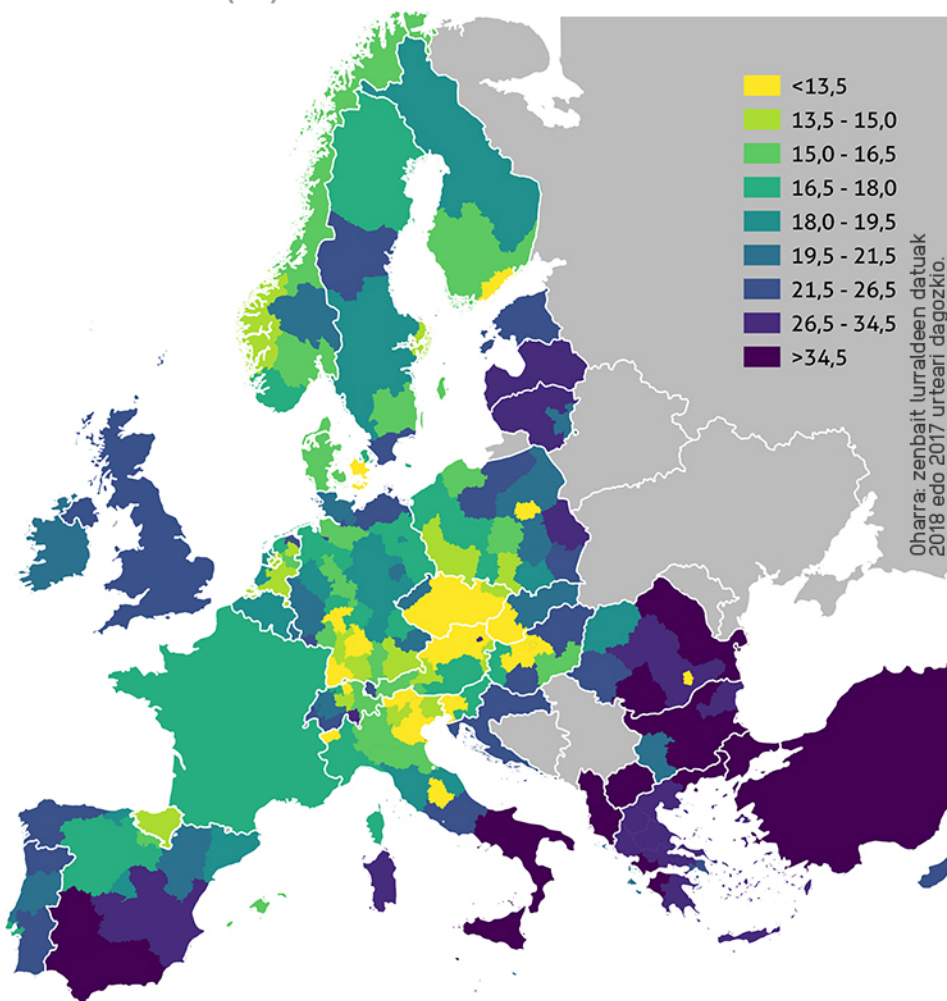 <13,5
13,5 - 15,0
15,0 - 16,5
16,5 - 18,0
18,0 - 19,5
19,5 - 21,5
21,5 - 26,5
26,5 - 34,5
>34,5
Oharra: zenbait lurraldeen datuak
2018 edo 2017 urteari dagozkio.